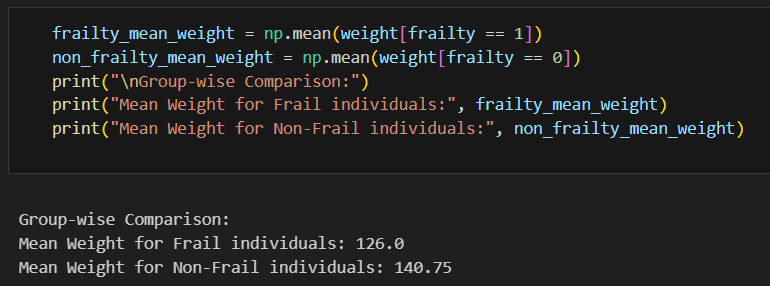 frailty_mean_weight = np.mean(weight[frailty == 1])
non_frailty_mean_weight = np.mean(weight[frailty == 0])
print("\nGroup-wise Comparison:")
print("Mean Weight for Frail individuals:", frailty_mean_weight)
print("Mean Weight for Non-Frail individuals:", non_frailty_mean_weight)
Group-wise Comparison:
Mean Weight for Frail individuals: 126.0
Mean Weight for Non-Frail individuals: 140.75